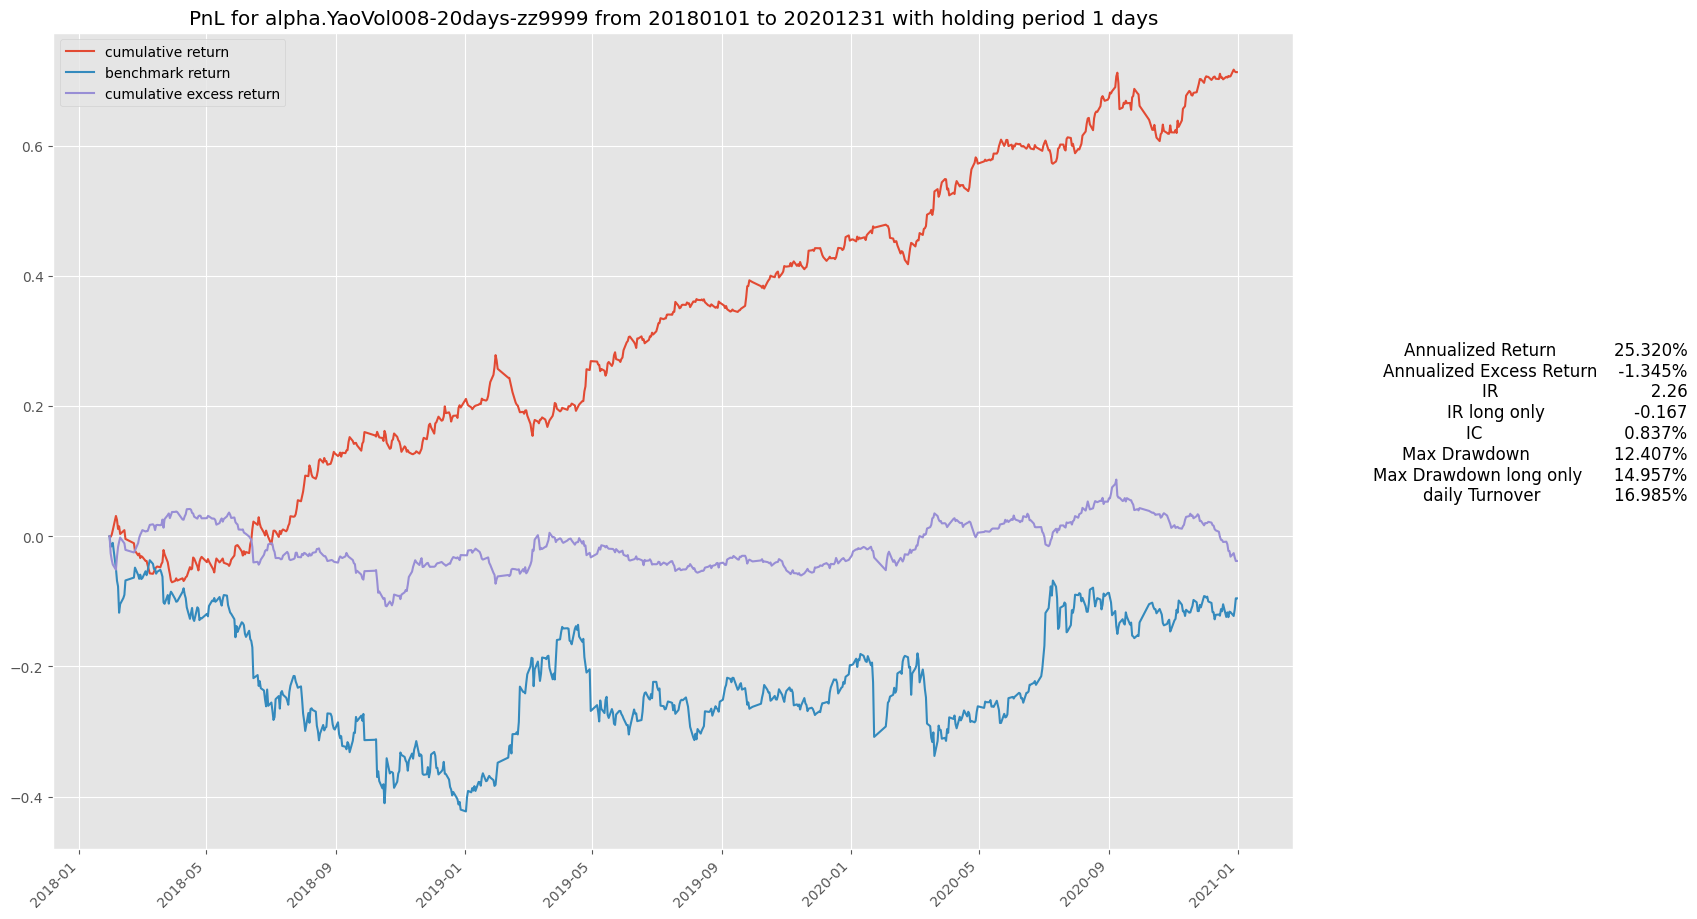 PnL for alpha.YaoVol008-20days-zz9999 from 20180101 to 20201231 with holding period 1 days
cumulative return
benchmark return
cumulative excess return
0.6
0.4
0.2
0.0
−0.2
−0.4
2018-01
2018-05
2018-09
2019-01
2019-05
2019-09
2020-01
2020-05
2020-09
2021-01
Annualized Return 25.320%
Annualized Excess Return -1.345%
IR 2.26
IR long only -0.167
IC 0.837%
Max Drawdown 12.407%
Max Drawdown long only 14.957%
daily Turnover 16.985%